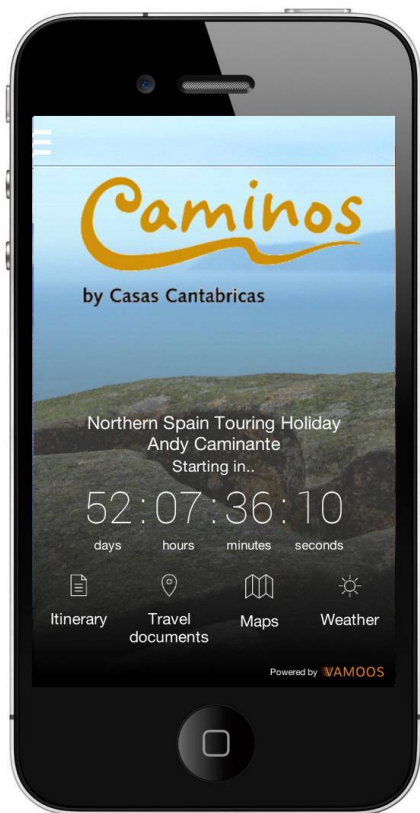 Caminos
by Casas Cantabricas
Northern Spain Touring Holiday
Andy Caminante
Starting in..
52:07:36:10
days hours minutes seconds
Itinerary Travel documents Maps Weather
Powered by VAMOOS